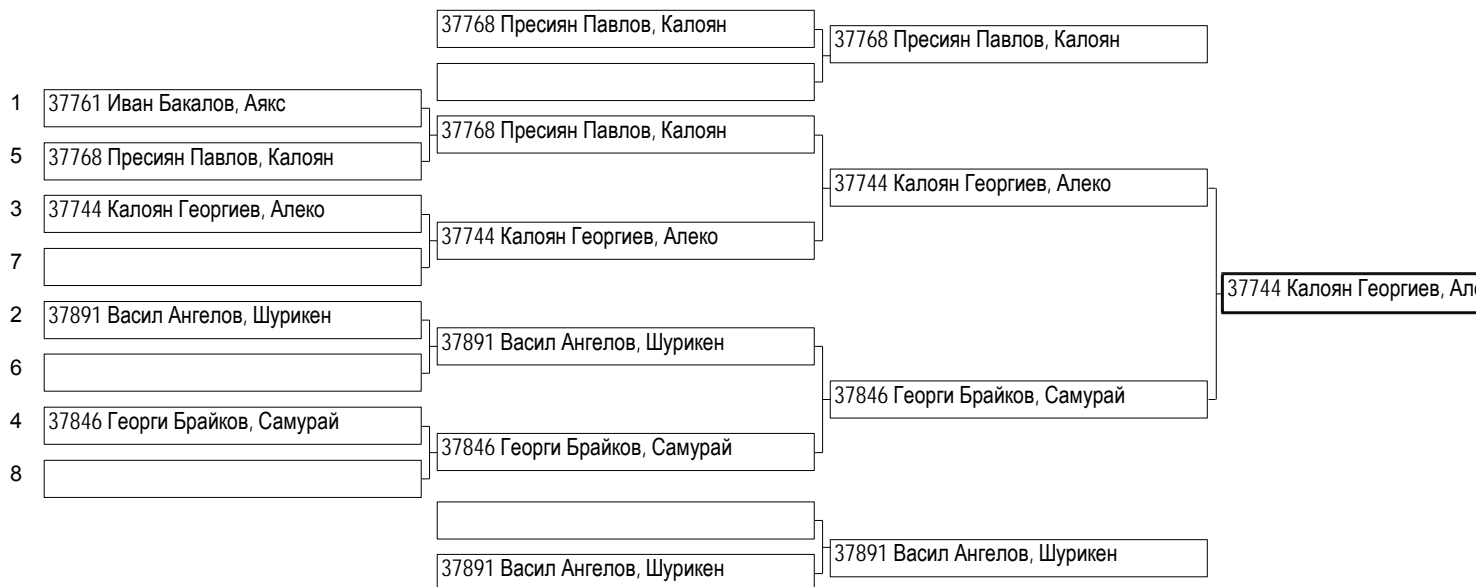 37768 Пресиян Павлов, Калоян
37768 Пресиян Павлов, Калоян
1 37761 Иван Бакалов, Аякс
37768 Пресиян Павлов, Калоян
5 37768 Пресиян Павлов, Калоян
37744 Калоян Георгиев, Алеко
3 37744 Калоян Георгиев, Алеко
37744 Калоян Георгиев, Алеко
7
37744 Калоян Георгиев, Але
2 37891 Васил Ангелов, Шурикен
37891 Васил Ангелов, Шурикен
6
37846 Георги Брайков, Самурай
4 37846 Георги Брайков, Самурай
37846 Георги Брайков, Самурай
8
37891 Васил Ангелов, Шурикен
37891 Васил Ангелов, Шурикен